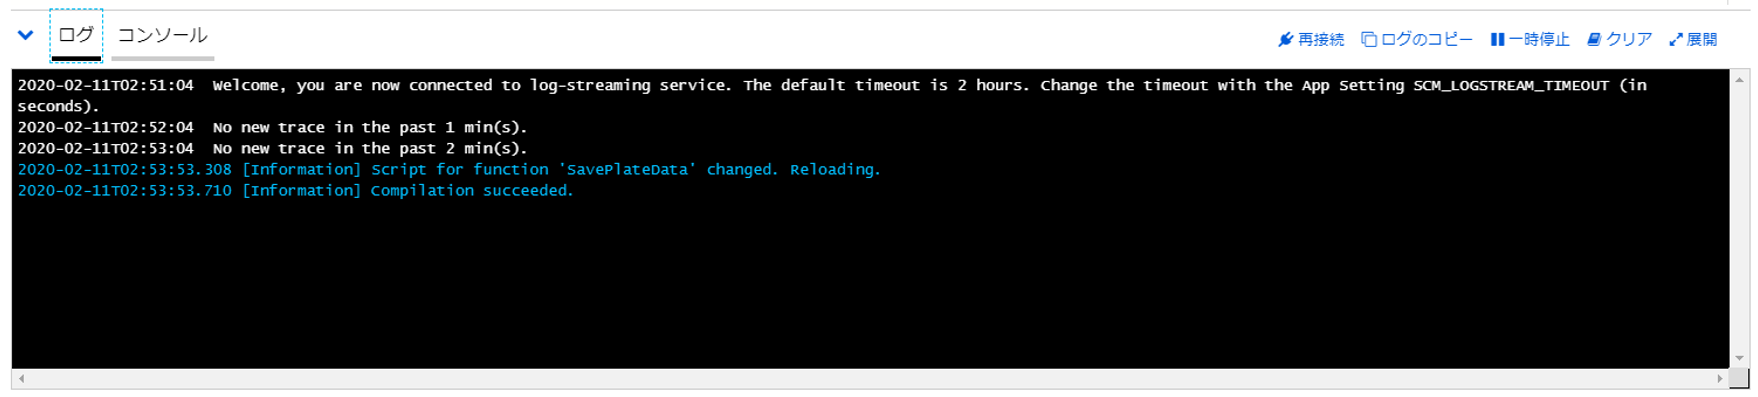 ログ コンソール 再接続 ログのコピー 一時停止 クリア 展開
2020-02-11T02:51:04  Welcome, you are now connected to log-streaming service. The default timeout is 2 hours. Change the timeout with the App Setting SCM_LOGSTREAM_TIMEOUT (in
seconds).
2020-02-11T02:52:04  No new trace in the past 1 min(s).
2020-02-11T02:53:04  No new trace in the past 2 min(s).
2020-02-11T02:53:53.308 [Information] Script for function 'SavePlateData' changed. Reloading.
2020-02-11T02:53:53.710 [Information] Compilation succeeded.